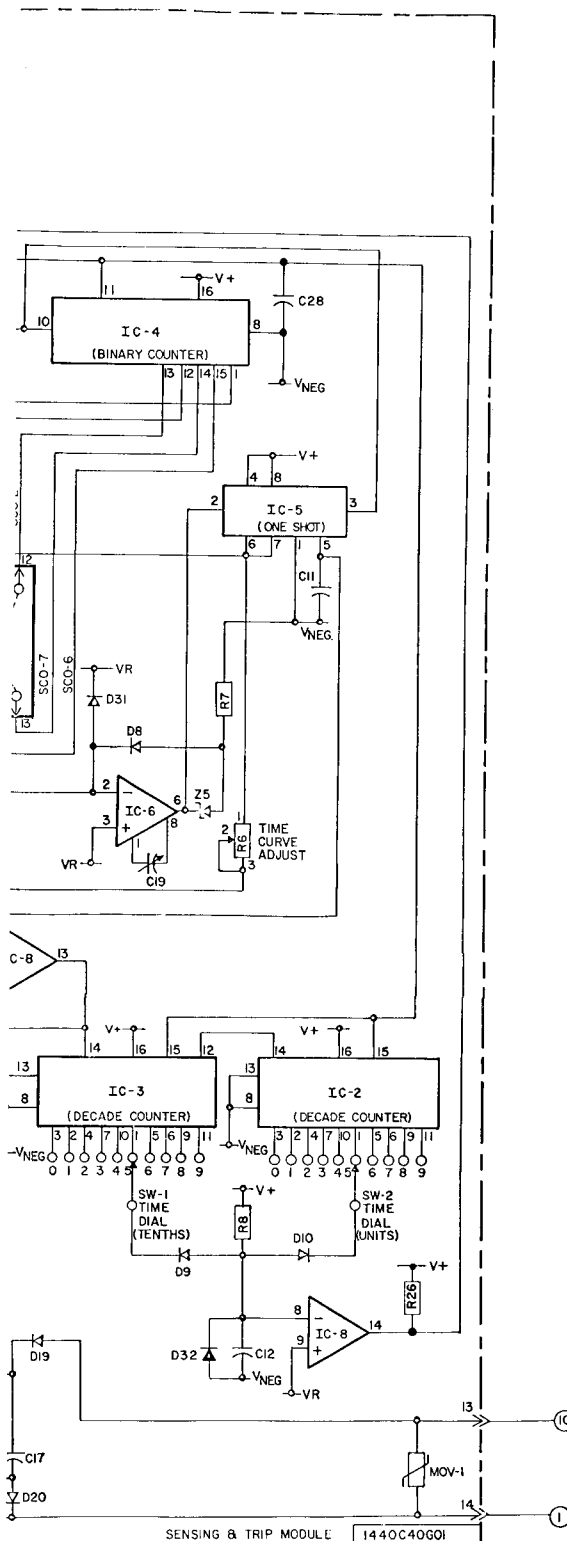 V+
11
16
C28
10
IC-4
8
(BINARY COUNTER)
13 12 14 15 1
VNEG
V+
4 8
2
IC-5
3
(ONE SHOT)
6 7 1 5
C11
12
VNEG.
SCO-7
SCO-6
VR
D31
R7
13
D8
2
-
IC-6
6
Z5
3
+
8
1
VR
C19
1
2
R6
3
TIME
CURVE
ADJUST
C-8
13
V+
V+
14 16 15 12
14 16 15
13
IC-3
13
IC-2
8
(DECADE COUNTER)
8
(DECADE COUNTER)
3 2 4 7 10 1 5 6 9 11
3 2 4 7 10 1 5 6 9 11
VNEG
0 1 2 3 4 5 6 7 8 9
VNEG
0 1 2 3 4 5 6 7 8 9
SW-1
TIME
DIAL
(TENTHS)
V+
R8
SW-2
TIME
DIAL
(UNITS)
D9
D10
V+
R26
8
-
IC-8
14
9
+
D32
C12
VNEG
VR
D19
13
10
C17
MOV-1
D20
14
1
SENSING & TRIP MODULE
1440C40G01